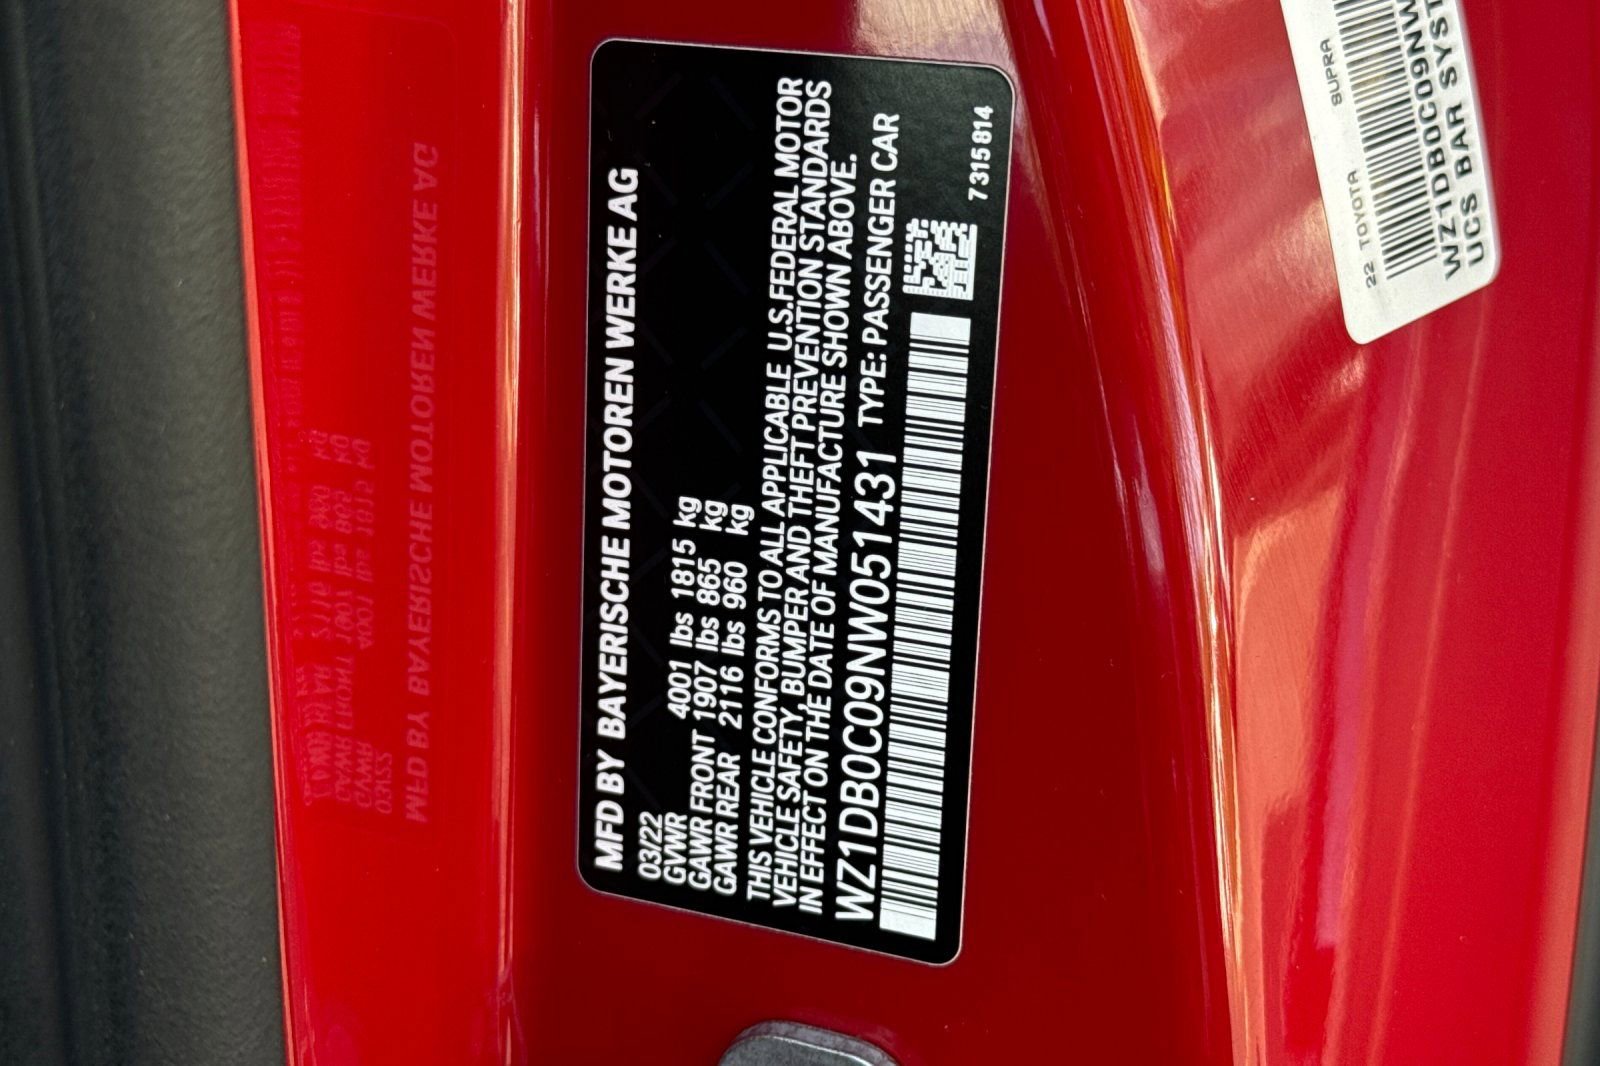 MFD BY BAYERISCHE MOTOREN WERKE AG
03/22
GVWR 4001 lbs 1815 kg
GAWR FRONT 1907 lbs 865 kg
GAWR REAR 2116 lbs 960 kg
THIS VEHICLE CONFORMS TO ALL APPLICABLE U.S.FEDERAL MOTOR
VEHICLE SAFETY, BUMPER AND THEFT PREVENTION STANDARDS
IN EFFECT ON THE DATE OF MANUFACTURE SHOWN ABOVE.
WZ1DB0C09NW051431 TYPE: PASSENGER CAR
7315814
22 TOYOTA SUPRA
WZ1DB0C09NW
UCS BAR SYST